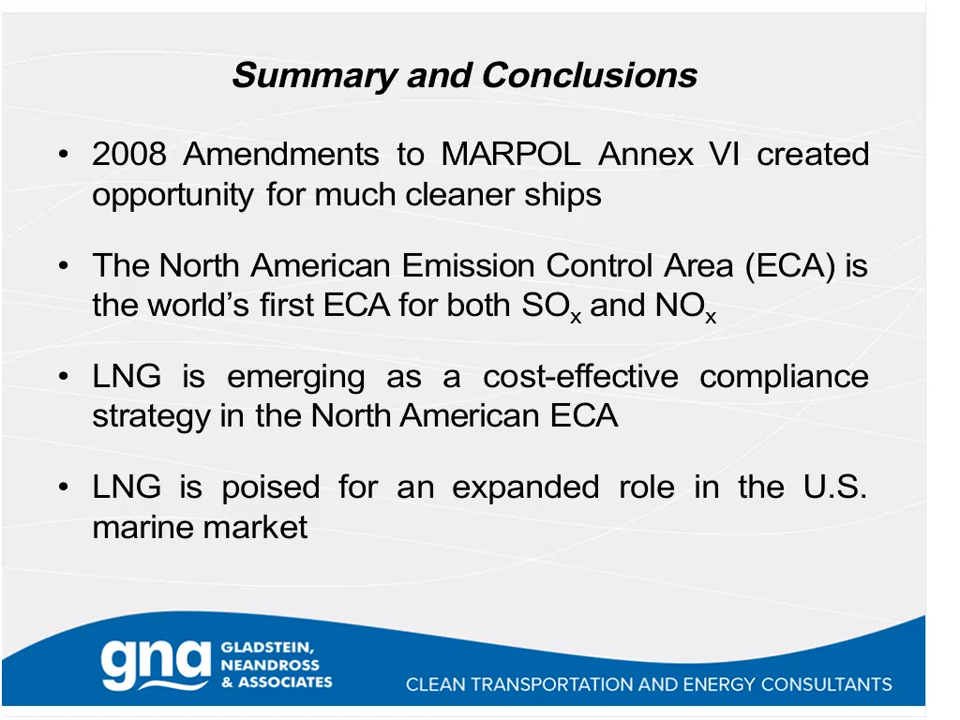 Summary and Conclusions
• 2008 Amendments to MARPOL Annex VI created
opportunity for much cleaner ships
• The North American Emission Control Area (ECA) is
the world’s first ECA for both SOₓ and NOₓ
• LNG is emerging as a cost-effective compliance
strategy in the North American ECA
• LNG is poised for an expanded role in the U.S.
marine market
gna
GLADSTEIN,
NEANDROSS
& ASSOCIATES
CLEAN TRANSPORTATION AND ENERGY CONSULTANTS